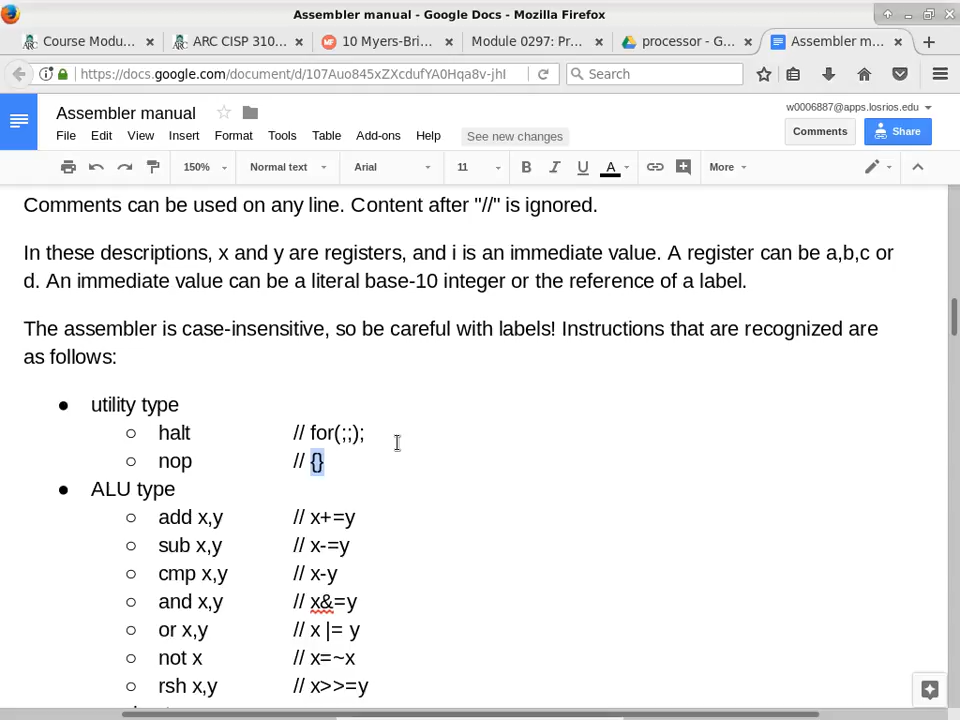 Assembler manual - Google Docs - Mozilla Firefox
Course Modu...
ARC CISP 310...
10 Myers-Bri...
Module 0297: Pr...
processor - G...
Assembler m...
https://docs.google.com/document/d/107Auo845xZXcdufYA0Hqa8v-jhI
Search
Assembler manual
w0006887@apps.losrios.edu
File Edit View Insert Format Tools Table Add-ons Help See new changes
Comments
Share
150% Normal text Arial 11 B I U A More
Comments can be used on any line. Content after "//" is ignored.
In these descriptions, x and y are registers, and i is an immediate value. A register can be a,b,c or
d. An immediate value can be a literal base-10 integer or the reference of a label.
The assembler is case-insensitive, so be careful with labels! Instructions that are recognized are
as follows:
● utility type
○ halt // for(;;);
○ nop // {}
● ALU type
○ add x,y // x+=y
○ sub x,y // x-=y
○ cmp x,y // x-y
○ and x,y // x&=y
○ or x,y // x |= y
○ not x // x=~x
○ rsh x,y // x>>=y